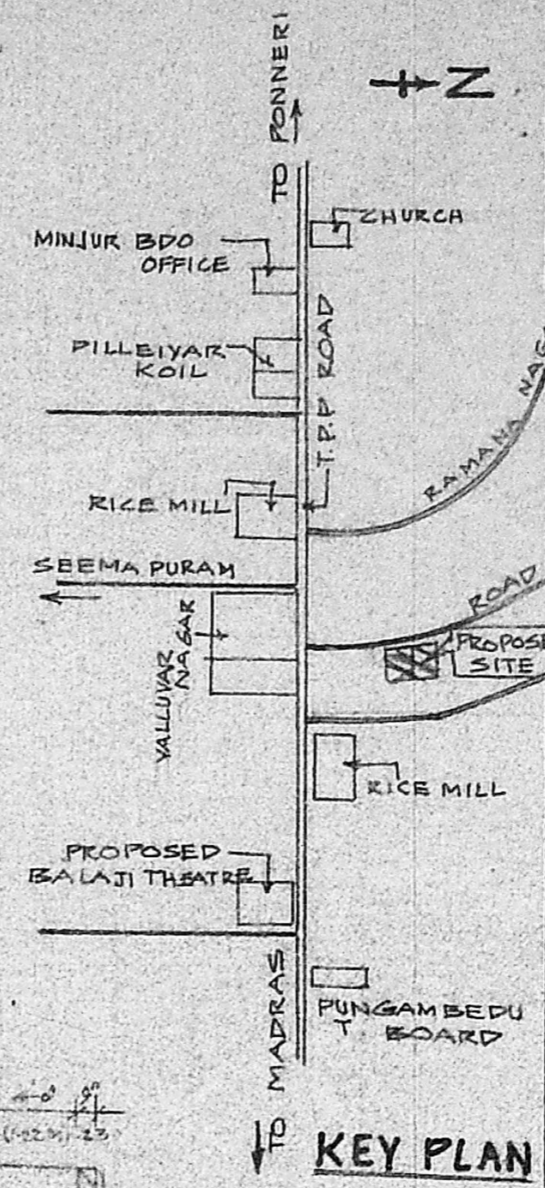 TO PONNERI
N
CHURCH
MINJUR BDO
OFFICE
PILLEIYAR
KOIL
T.P.P ROAD
RAMANA NAG
RICE MILL
SEEMA PURAM
ROAD
YALLUVAR
NAGAR
PROPOSE
SITE
RICE MILL
PROPOSED
BALAJI THEATRE
TO MADRAS
PUNGAMBEDU
T. BOARD
KEY PLAN